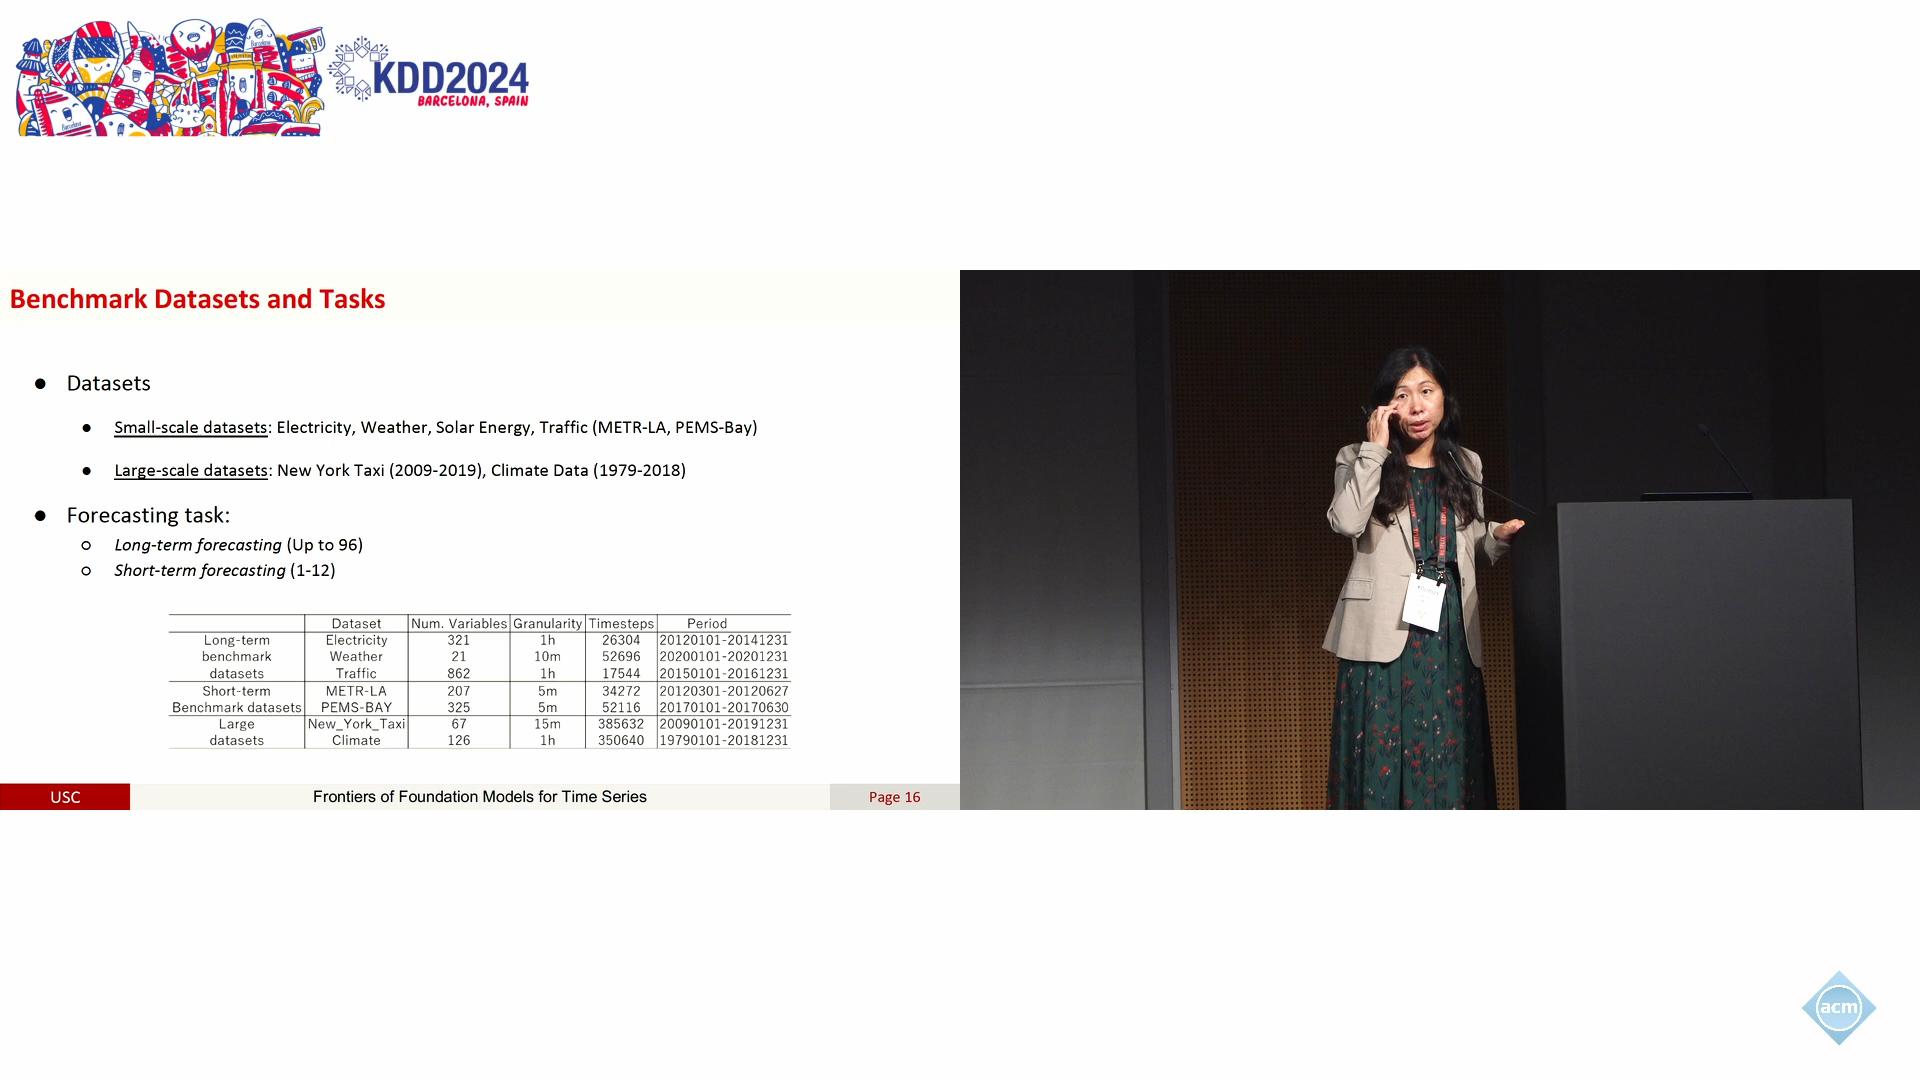 KDD2024
BARCELONA, SPAIN
Benchmark Datasets and Tasks
● Datasets
● Small-scale datasets: Electricity, Weather, Solar Energy, Traffic (METR-LA, PEMS-Bay)
● Large-scale datasets: New York Taxi (2009-2019), Climate Data (1979-2018)
● Forecasting task:
○ Long-term forecasting (Up to 96)
○ Short-term forecasting (1-12)
Dataset Num. Variables Granularity Timesteps Period
Long-term Electricity 321 1h 26304 20120101-20141231
benchmark Weather 21 10m 52696 20200101-20201231
datasets Traffic 862 1h 17544 20150101-20161231
Short-term METR-LA 207 5m 34272 20120301-20120627
Benchmark datasets PEMS-BAY 325 5m 52116 20170101-20170630
Large New_York_Taxi 67 15m 385632 20090101-20191231
datasets Climate 126 1h 350640 19790101-20181231
USC Frontiers of Foundation Models for Time Series Page 16
acm